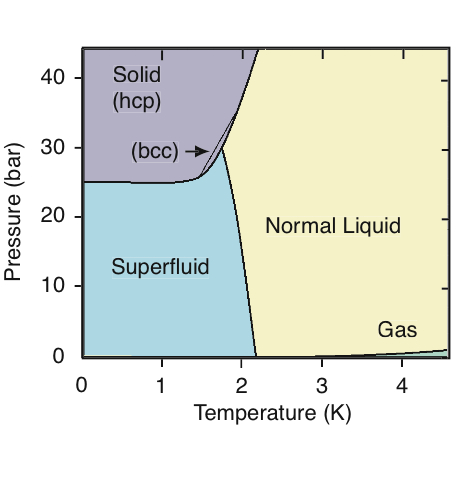 40
30
20
10
0
Pressure (bar)
Solid
(hcp)
(bcc)
Normal Liquid
Superfluid
Gas
0 1 2 3 4
Temperature (K)